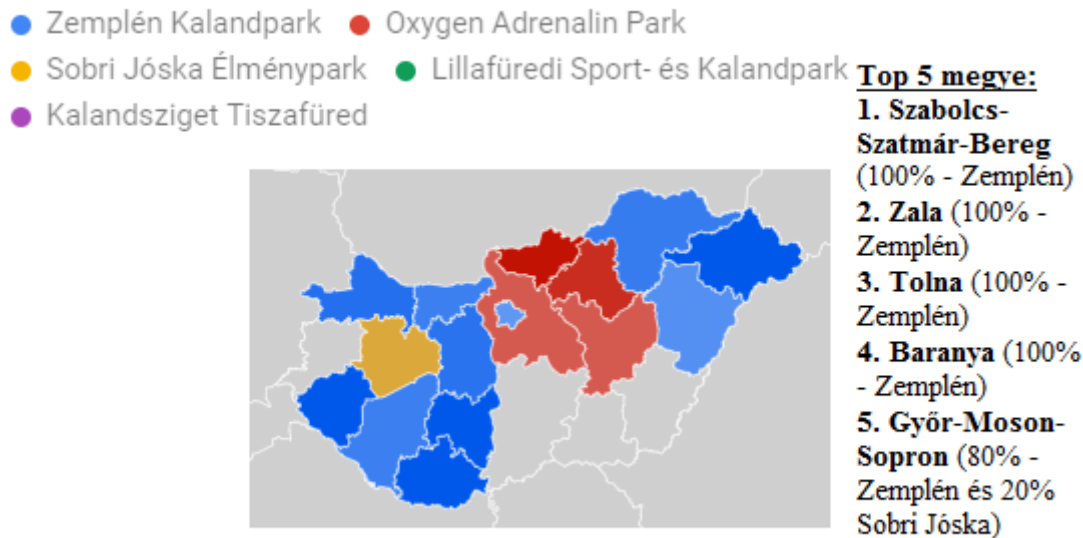 Zemplén Kalandpark Oxygen Adrenalin Park
Sobri Jóska Élménypark Lillafüredi Sport- és Kalandpark
Kalandsziget Tiszafüred
Top 5 megye:
1. Szabolcs-
Szatmár-Bereg
(100% - Zemplén)
2. Zala (100% -
Zemplén)
3. Tolna (100% -
Zemplén)
4. Baranya (100%
- Zemplén)
5. Győr-Moson-
Sopron (80% -
Zemplén és 20%
Sobri Jóska)